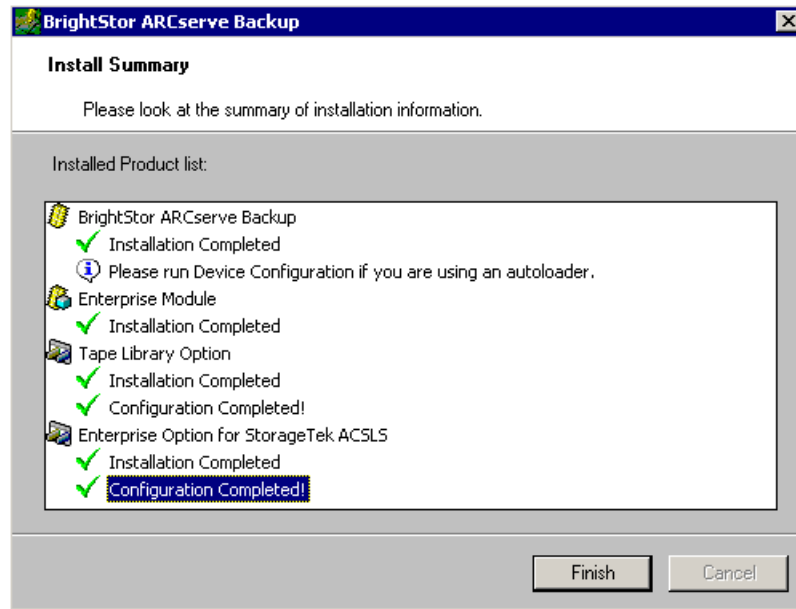 BrightStor ARCserve Backup
Install Summary
Please look at the summary of installation information.
Installed Product list:
BrightStor ARCserve Backup
Installation Completed
Please run Device Configuration if you are using an autoloader.
Enterprise Module
Installation Completed
Tape Library Option
Installation Completed
Configuration Completed!
Enterprise Option for StorageTek ACSLS
Installation Completed
Configuration Completed!
Finish
Cancel